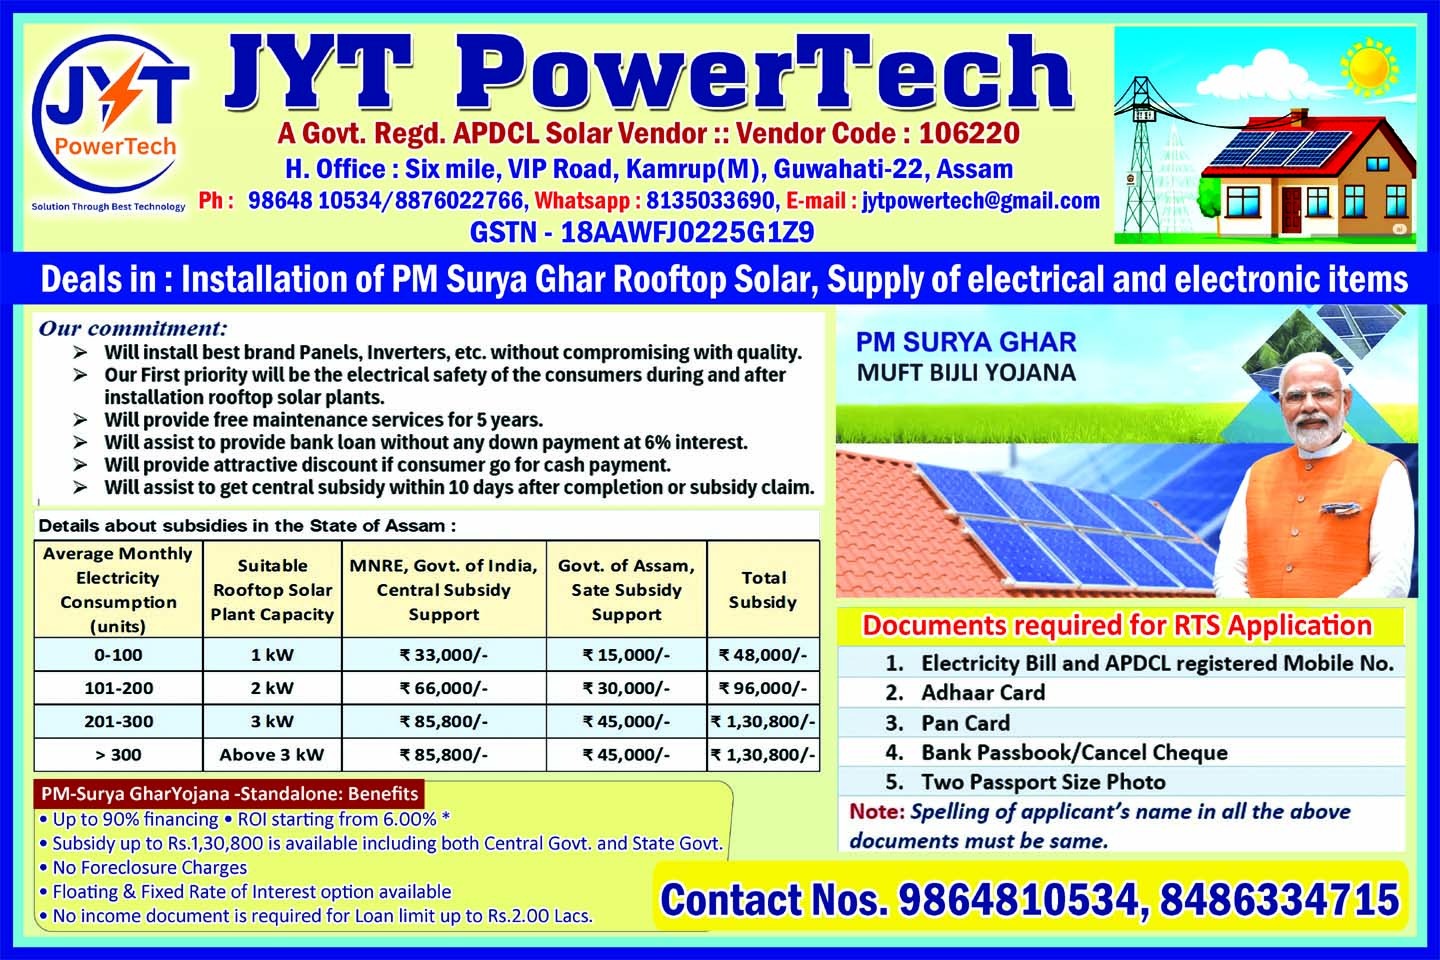 JYT
PowerTech
Solution Through Best Technology
JYT PowerTech
A Govt. Regd. APDCL Solar Vendor :: Vendor Code : 106220
H. Office : Six mile, VIP Road, Kamrup(M), Guwahati-22, Assam
Ph : 98648 10534/8876022766, Whatsapp : 8135033690, E-mail : jytpowertech@gmail.com
GSTN - 18AAWFJ0225G1Z9
Deals in : Installation of PM Surya Ghar Rooftop Solar, Supply of electrical and electronic items
Our commitment:
➢ Will install best brand Panels, Inverters, etc. without compromising with quality.
➢ Our First priority will be the electrical safety of the consumers during and after
installation rooftop solar plants.
➢ Will provide free maintenance services for 5 years.
➢ Will assist to provide bank loan without any down payment at 6% interest.
➢ Will provide attractive discount if consumer go for cash payment.
➢ Will assist to get central subsidy within 10 days after completion or subsidy claim.
Details about subsidies in the State of Assam :
Average Monthly Electricity Consumption (units) Suitable Rooftop Solar Plant Capacity MNRE, Govt. of India, Central Subsidy Support Govt. of Assam, Sate Subsidy Support Total Subsidy
0-100 1 kW ₹ 33,000/- ₹ 15,000/- ₹ 48,000/-
101-200 2 kW ₹ 66,000/- ₹ 30,000/- ₹ 96,000/-
201-300 3 kW ₹ 85,800/- ₹ 45,000/- ₹ 1,30,800/-
> 300 Above 3 kW ₹ 85,800/- ₹ 45,000/- ₹ 1,30,800/-
PM-Surya GharYojana -Standalone: Benefits
• Up to 90% financing • ROI starting from 6.00% *
• Subsidy up to Rs.1,30,800 is available including both Central Govt. and State Govt.
• No Foreclosure Charges
• Floating & Fixed Rate of Interest option available
• No income document is required for Loan limit up to Rs.2.00 Lacs.
PM SURYA GHAR
MUFT BIJLI YOJANA
Documents required for RTS Application
1. Electricity Bill and APDCL registered Mobile No.
2. Adhaar Card
3. Pan Card
4. Bank Passbook/Cancel Cheque
5. Two Passport Size Photo
Note: Spelling of applicant's name in all the above
documents must be same.
Contact Nos. 9864810534, 8486334715